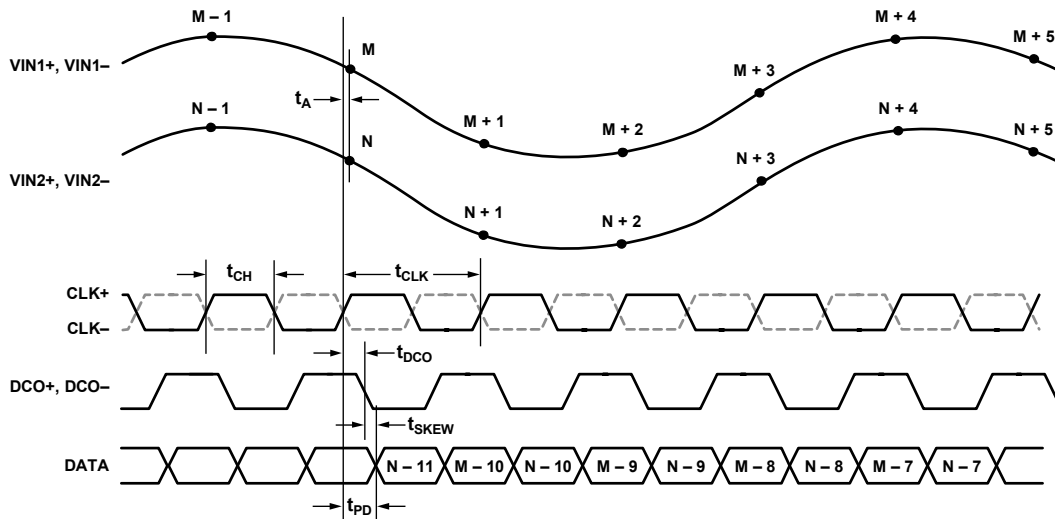 M – 1
M
M + 1
M + 2
M + 3
M + 4
M + 5
VIN1+, VIN1–
tA
N – 1
N
N + 1
N + 2
N + 3
N + 4
N + 5
VIN2+, VIN2–
tCH
tCLK
CLK+
CLK–
tDCO
DCO+, DCO–
tSKEW
DATA
N – 11 M – 10 N – 10 M – 9 N – 9 M – 8 N – 8 M – 7 N – 7
tPD